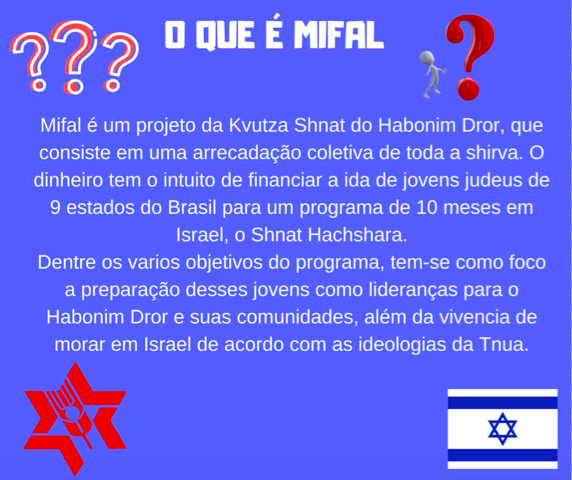 O QUE É MIFAL
Mifal é um projeto da Kvutza Shnat do Habonim Dror, que
consiste em uma arrecadação coletiva de toda a shirva. O
dinheiro tem o intuito de financiar a ida de jovens judeus de
9 estados do Brasil para um programa de 10 meses em
Israel, o Shnat Hachshara.
Dentre os varios objetivos do programa, tem-se como foco
a preparação desses jovens como lideranças para o
Habonim Dror e suas comunidades, além da vivencia de
morar em Israel de acordo com as ideologias da Tnua.